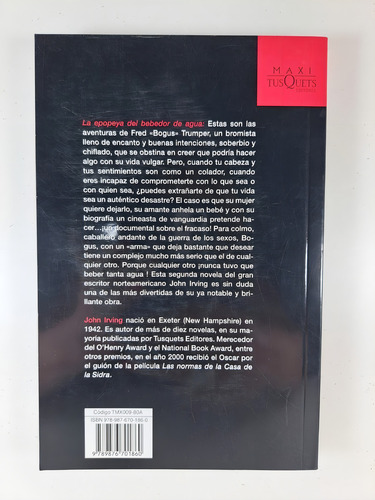 MAXI
TUSQUETS
La epopeya del bebedor de agua: Estas son las
aventuras de Fred «Bogus» Trumper, un bromista
lleno de encanto y buenas intenciones, soberbio y
chiflado, que se obstina en creer que podría hacer
algo con su vida vulgar. Pero, cuando tu cabeza y
tus sentimientos son como un colador, cuando
eres incapaz de comprometerte con lo que sea o
con quien sea, ¿puedes extrañarte de que tu vida
sea un auténtico desastre? El caso es que su mujer
quiere dejarlo, su amante anhela un bebé y con su
biografía un cineasta de vanguardia pretende ha-
cer... ¡un documental sobre el fracaso! Para colmo,
caballero andante de la guerra de los sexos, Bo-
gus, con un «arma» que deja bastante que desear
tiene un complejo mucho más serio que el de cual-
quier otro. Porque cualquier otro ¡nunca tuvo que
beber tanta agua ! Esta segunda novela del gran
escritor norteamericano John Irving es sin duda
una de las más divertidas de su ya notable y bri-
llante obra.
John Irving nació en Exeter (New Hampshire) en
1942. Es autor de más de diez novelas, en su ma-
yoría publicadas por Tusquets Editores. Merecedor
del O'Henry Award y el National Book Award, entre
otros premios, en el año 2000 recibió el Oscar por
el guión de la película Las normas de la Casa de
la Sidra.
ISBN 978-987-670-186-0
9 789876 701860